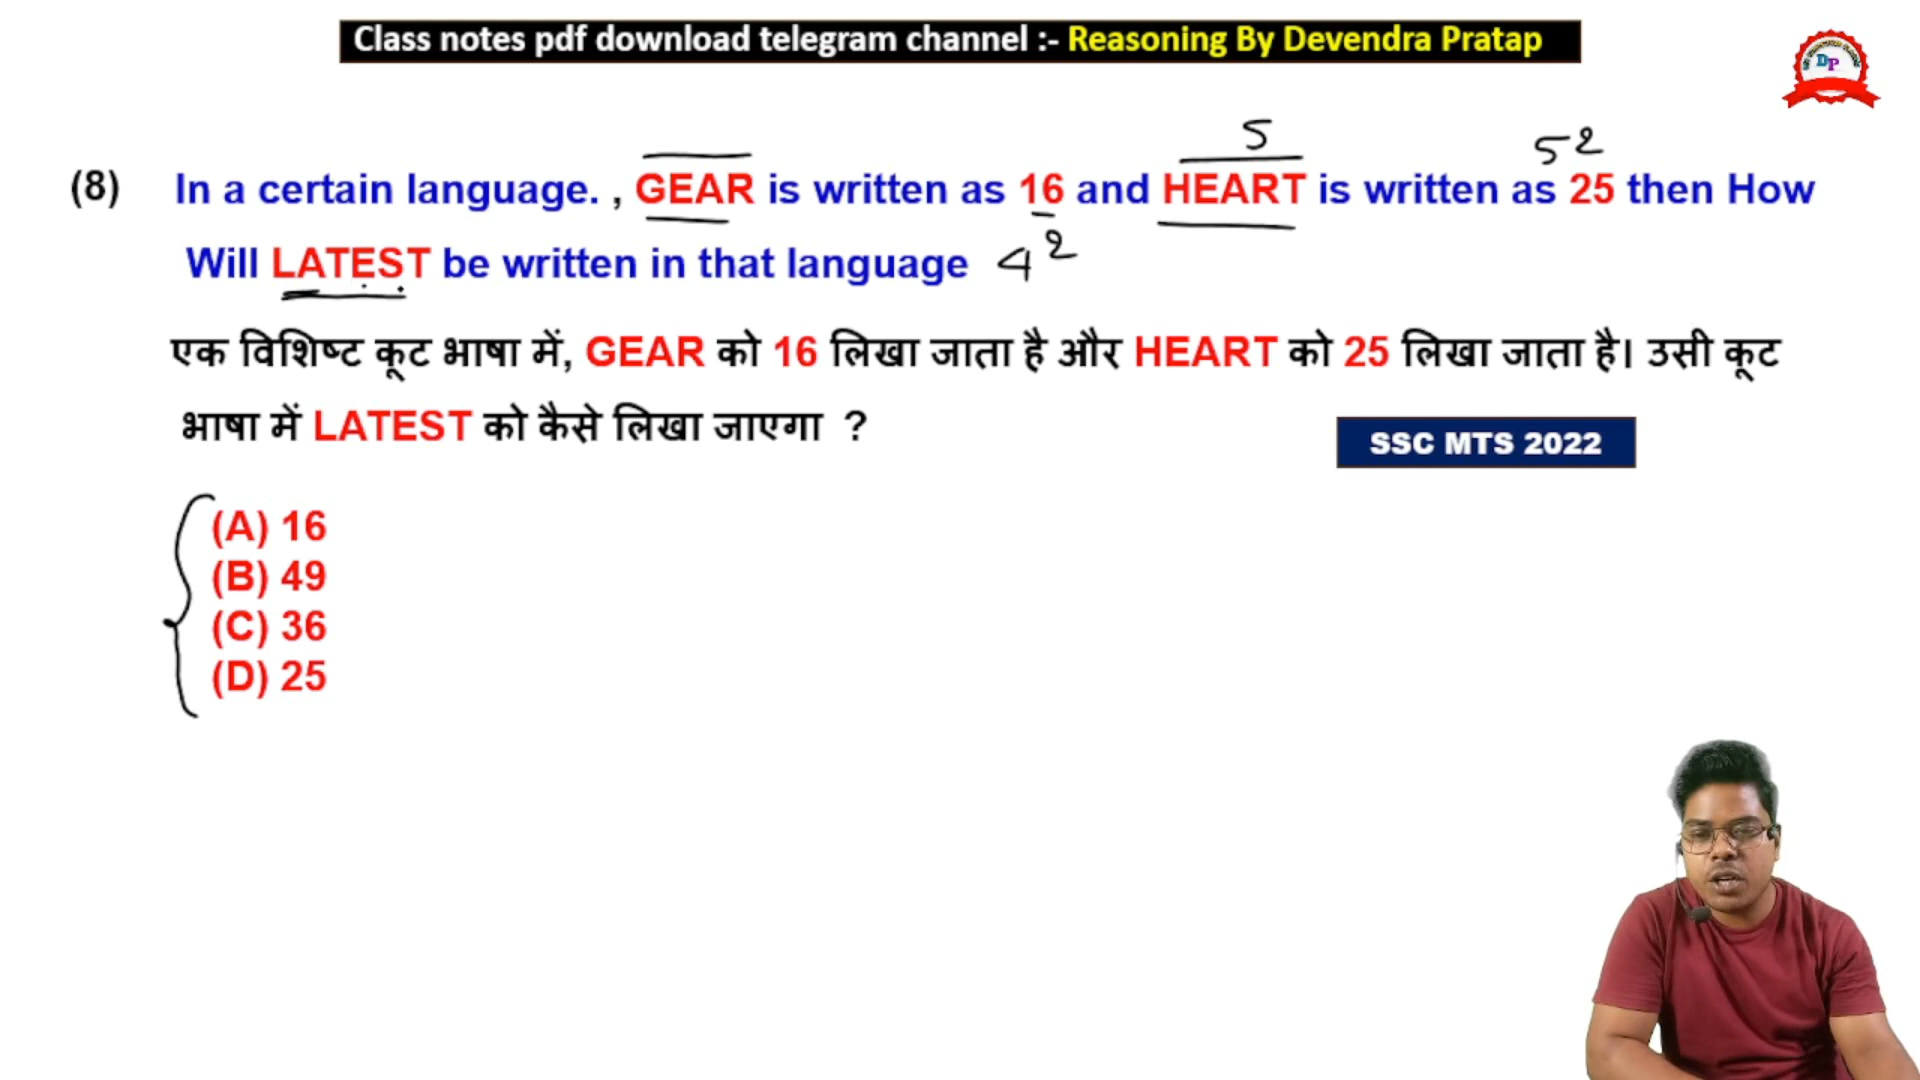 Class notes pdf download telegram channel :- Reasoning By Devendra Pratap
DP
5
5²
(8) In a certain language. , GEAR is written as 16 and HEART is written as 25 then How
Will LATEST be written in that language 4²
एक विशिष्ट कूट भाषा में, GEAR को 16 लिखा जाता है और HEART को 25 लिखा जाता है। उसी कूट
भाषा में LATEST को कैसे लिखा जाएगा ?
SSC MTS 2022
(A) 16
(B) 49
(C) 36
(D) 25